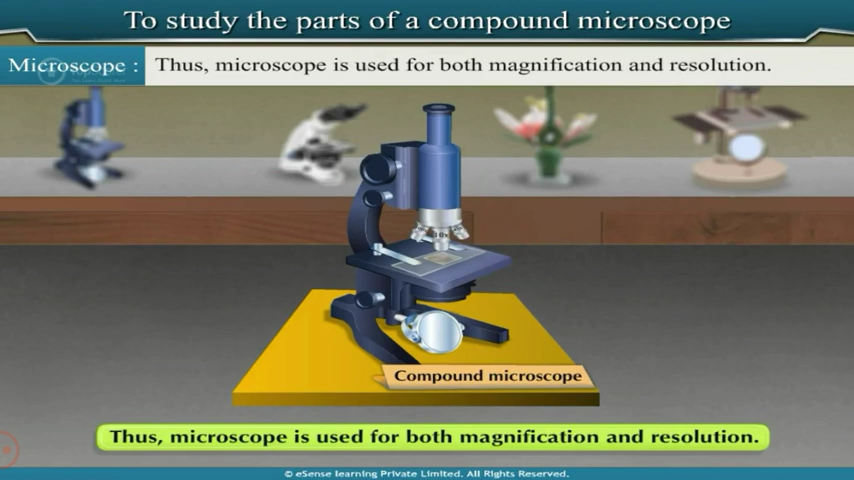 To study the parts of a compound microscope
Microscope : Thus, microscope is used for both magnification and resolution.
10x
Compound microscope
Thus, microscope is used for both magnification and resolution.
© eSense learning Private Limited. All Rights Reserved.